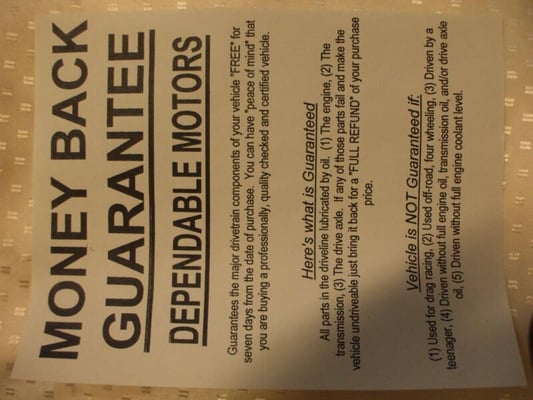 MONEY BACK
GUARANTEE
DEPENDABLE MOTORS
Guarantees the major drivetrain components of your vehicle "FREE" for
seven days from the date of purchase. You can have "peace of mind" that
you are buying a professionally, quality checked and certified vehicle.
Here's what is Guaranteed
All parts in the driveline lubricated by oil. (1) The engine, (2) The
transmission, (3) The drive axle. If any of those parts fail and make the
vehicle undriveable just bring it back for a "FULL REFUND" of your purchase
price.
Vehicle is NOT Guaranteed if:
(1) Used for drag racing, (2) Used off-road, four wheeling, (3) Driven by a
teenager, (4) Driven without full engine oil, transmission oil, and/or drive axle
oil, (5) Driven without full engine coolant level.